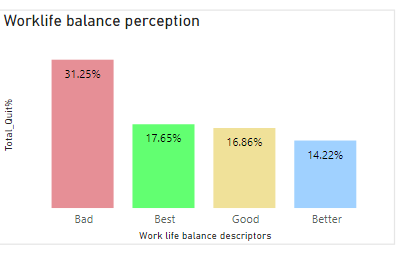 Worklife balance perception
31.25%
17.65%
16.86%
14.22%
Total_Quit%
Bad Best Good Better
Work life balance descriptors